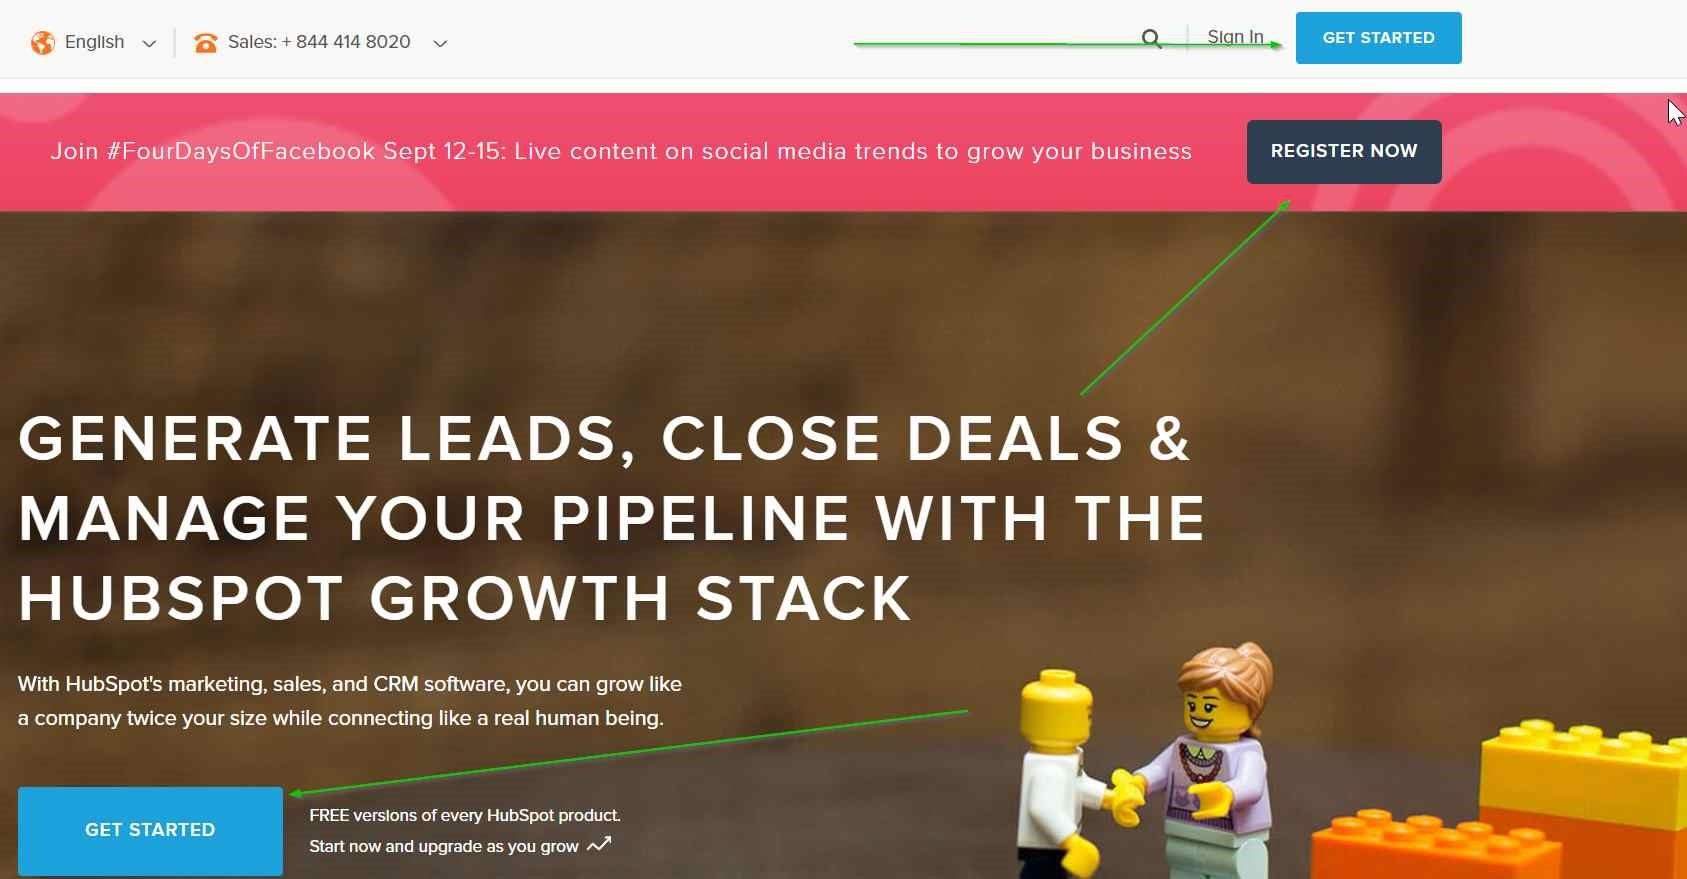 English
Sales: + 844 414 8020
Sign In
GET STARTED
Join #FourDaysOfFacebook Sept 12-15: Live content on social media trends to grow your business
REGISTER NOW
GENERATE LEADS, CLOSE DEALS &
MANAGE YOUR PIPELINE WITH THE
HUBSPOT GROWTH STACK
With HubSpot's marketing, sales, and CRM software, you can grow like
a company twice your size while connecting like a real human being.
GET STARTED
FREE versions of every HubSpot product.
Start now and upgrade as you grow